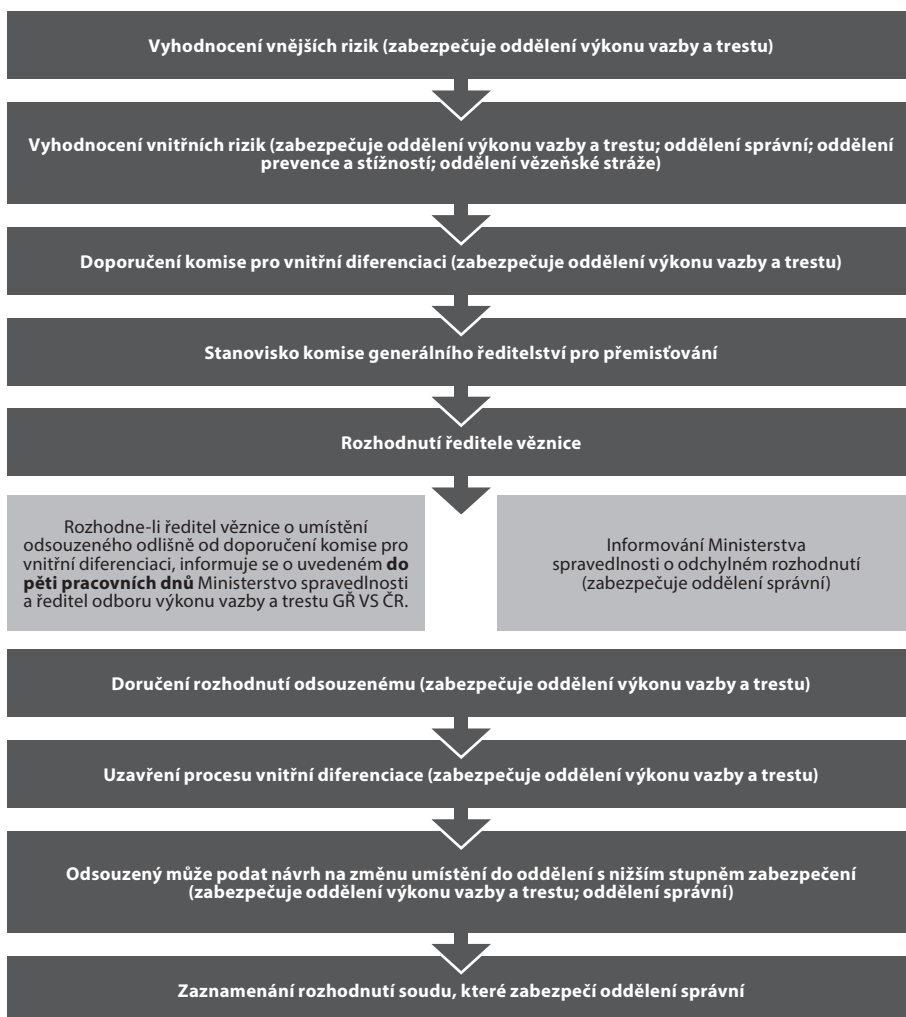 Vyhodnocení vnějších rizik (zabezpečuje oddělení výkonu vazby a trestu)
Vyhodnocení vnitřních rizik (zabezpečuje oddělení výkonu vazby a trestu; oddělení správní; oddělení
prevence a stížností; oddělení vězeňské stráže)
Doporučení komise pro vnitřní diferenciaci (zabezpečuje oddělení výkonu vazby a trestu)
Stanovisko komise generálního ředitelství pro přemisťování
Rozhodnutí ředitele věznice
Rozhodne-li ředitel věznice o umístění
odsouzeného odlišně od doporučení komise pro
vnitřní diferenciaci, informuje se o uvedeném do
pěti pracovních dnů Ministerstvo spravedlnosti
a ředitel odboru výkonu vazby a trestu GŘ VS ČR.
Informování Ministerstva
spravedlnosti o odchylném rozhodnutí
(zabezpečuje oddělení správní)
Doručení rozhodnutí odsouzenému (zabezpečuje oddělení výkonu vazby a trestu)
Uzavření procesu vnitřní diferenciace (zabezpečuje oddělení výkonu vazby a trestu)
Odsouzený může podat návrh na změnu umístění do oddělení s nižším stupněm zabezpečení
(zabezpečuje oddělení výkonu vazby a trestu; oddělení správní)
Zaznamenání rozhodnutí soudu, které zabezpečí oddělení správní